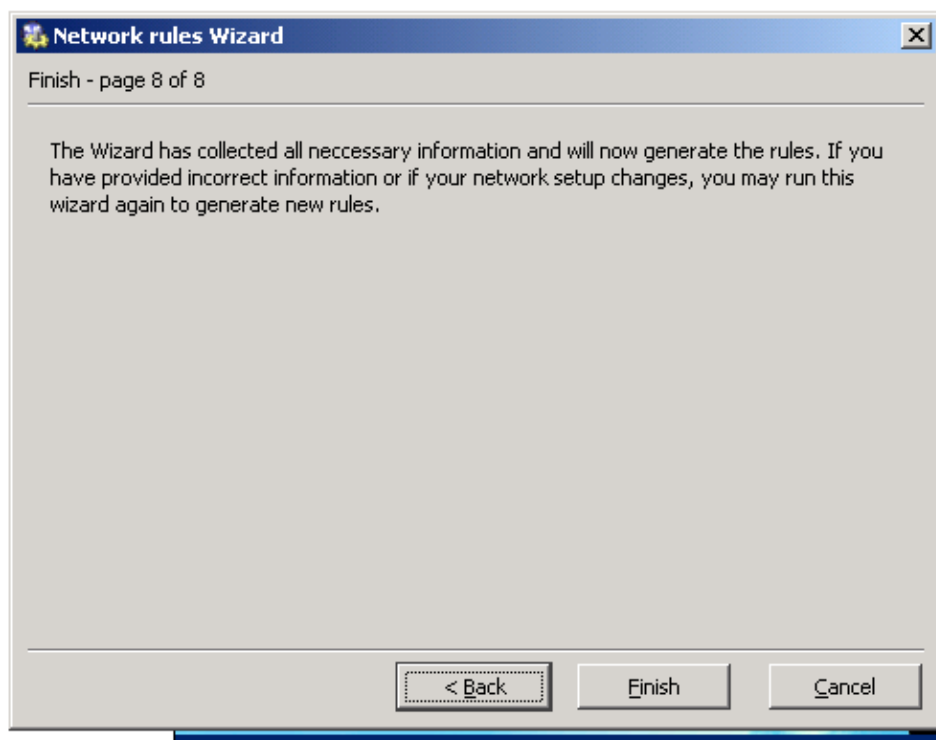 Network rules Wizard
Finish - page 8 of 8
The Wizard has collected all neccessary information and will now generate the rules. If you
have provided incorrect information or if your network setup changes, you may run this
wizard again to generate new rules.
< Back Finish Cancel